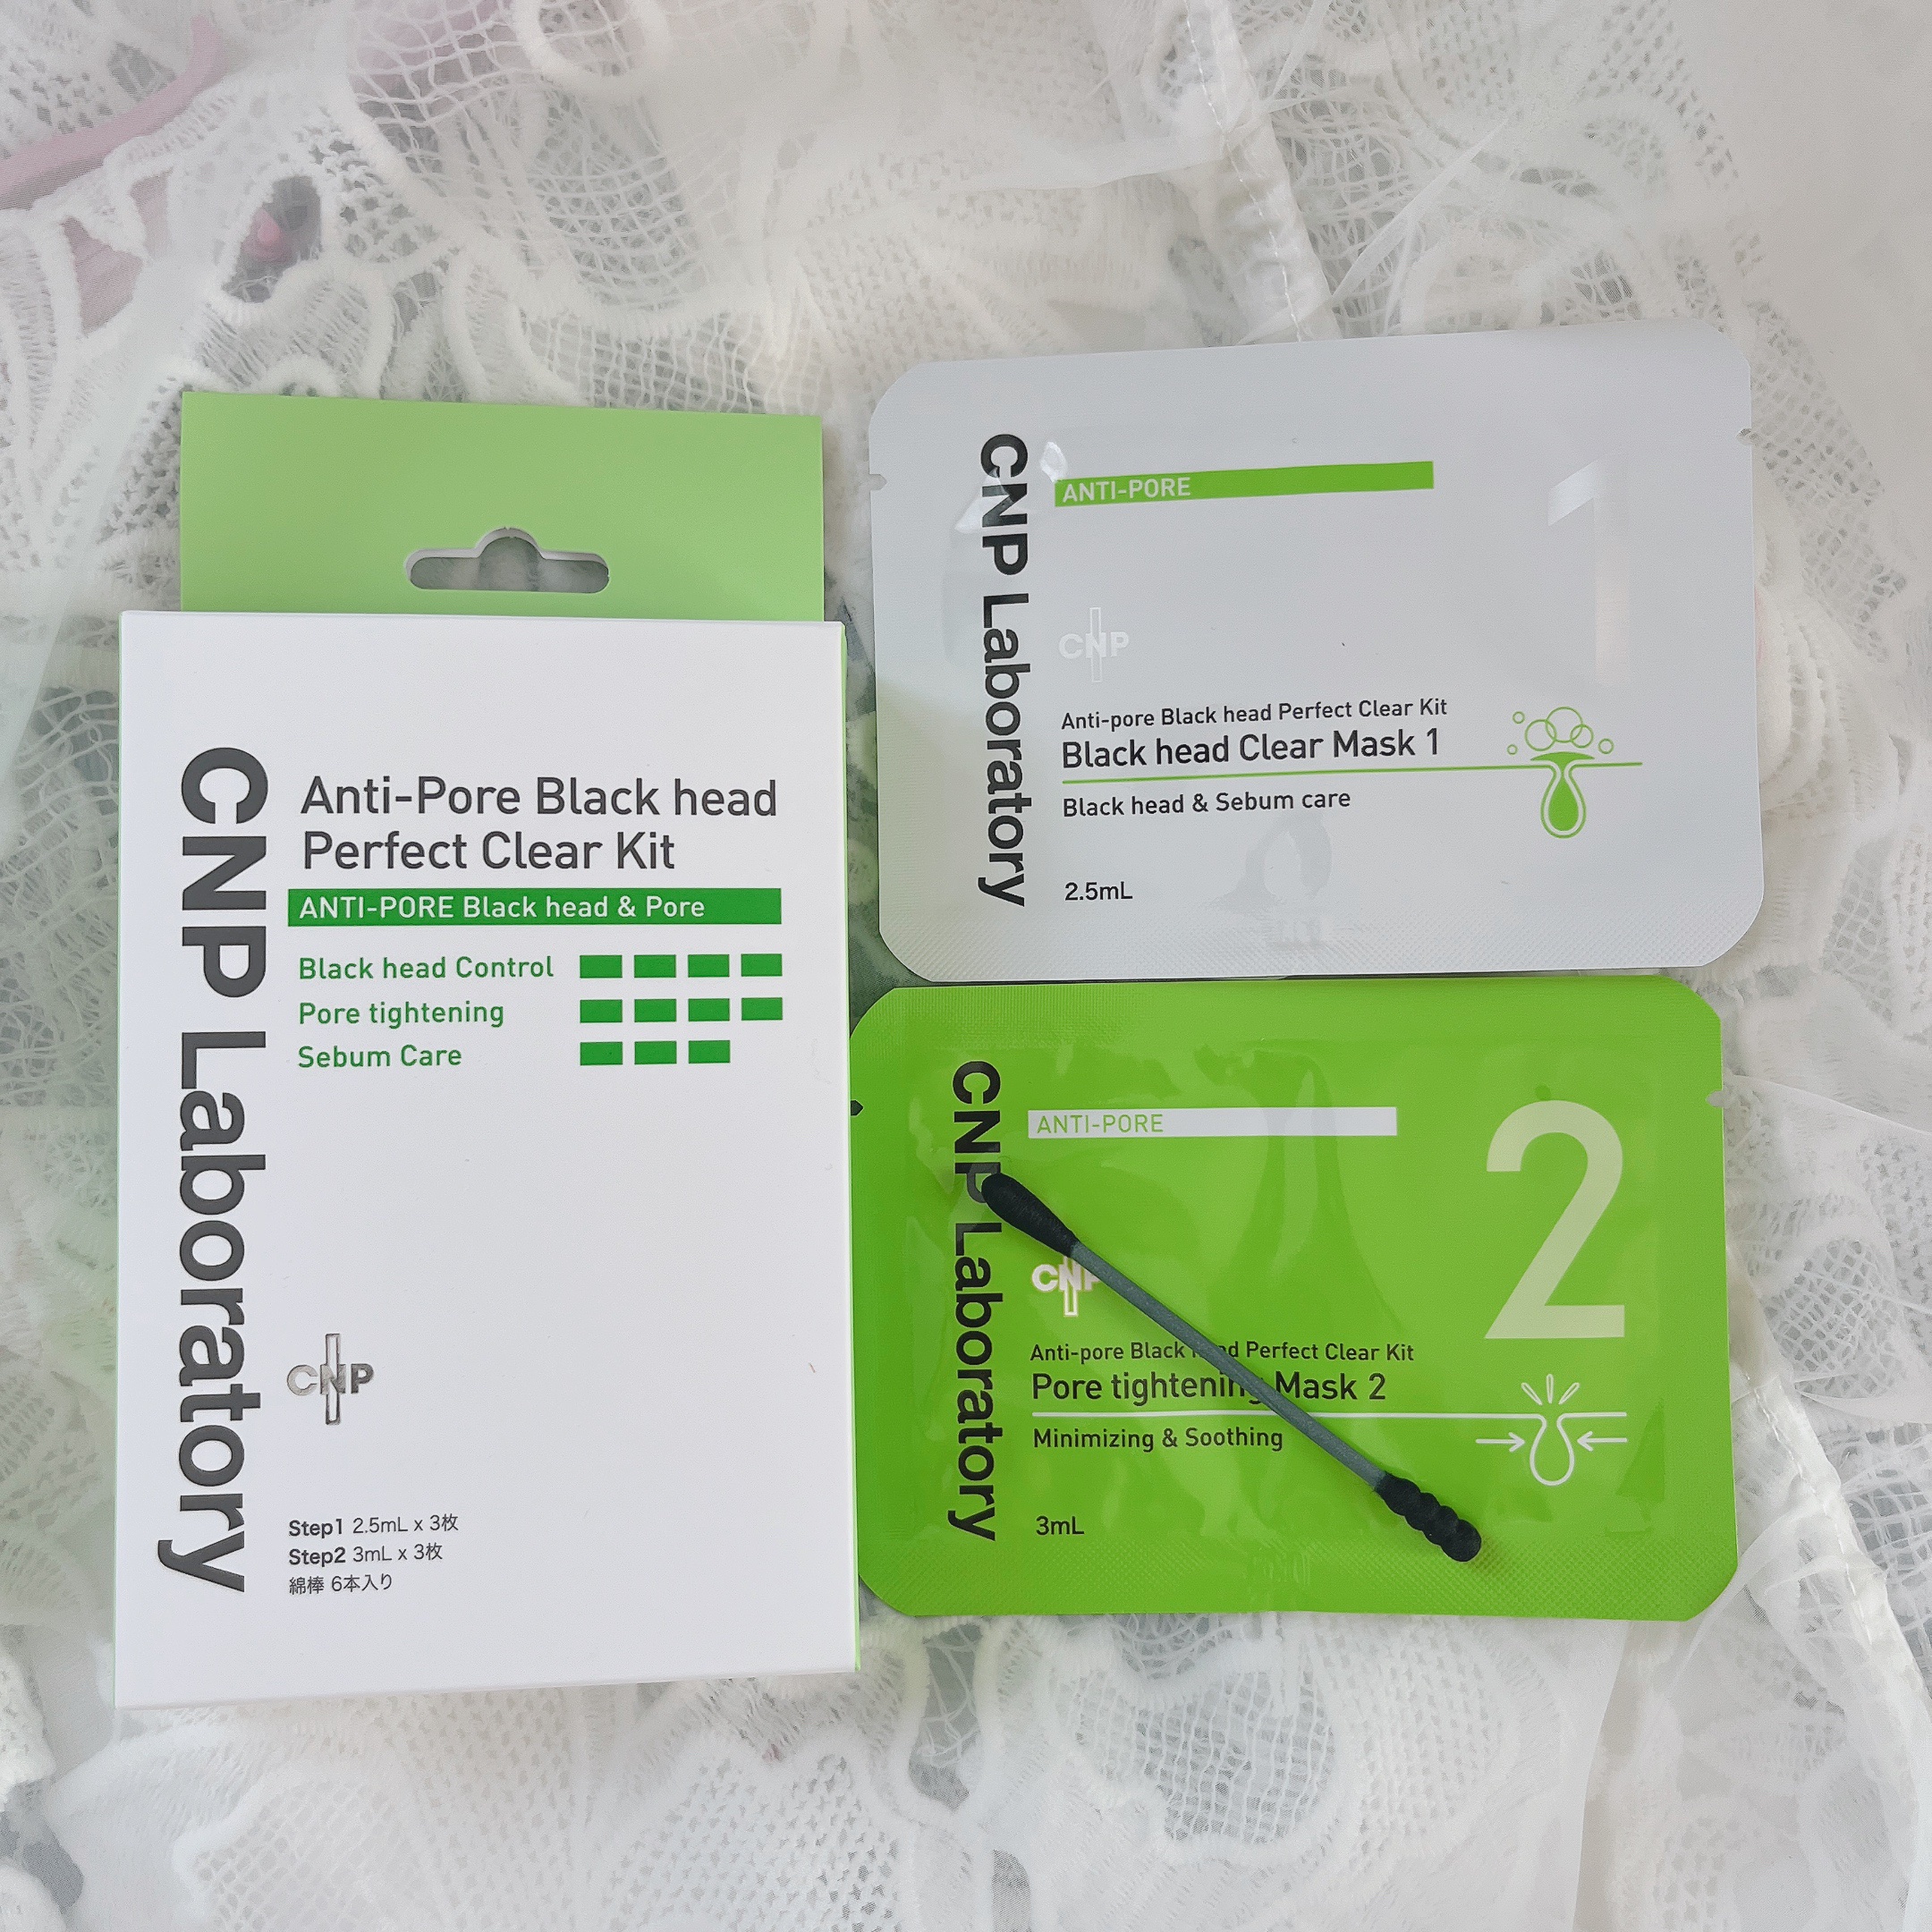 CNP Laboratory
Anti-Pore Black head
Perfect Clear Kit
ANTI-PORE Black head & Pore
Black head Control
Pore tightening
Sebum Care
CNP
Step1 2.5mL x 3枚
Step2 3mL x 3枚
綿棒 6本入り
CNP Laboratory
ANTI-PORE
1
CNP
Anti-pore Black head Perfect Clear Kit
Black head Clear Mask 1
Black head & Sebum care
2.5mL
CNP Laboratory
ANTI-PORE
2
CNP
Anti-pore Black head Perfect Clear Kit
Pore tightening Mask 2
Minimizing & Soothing
3mL